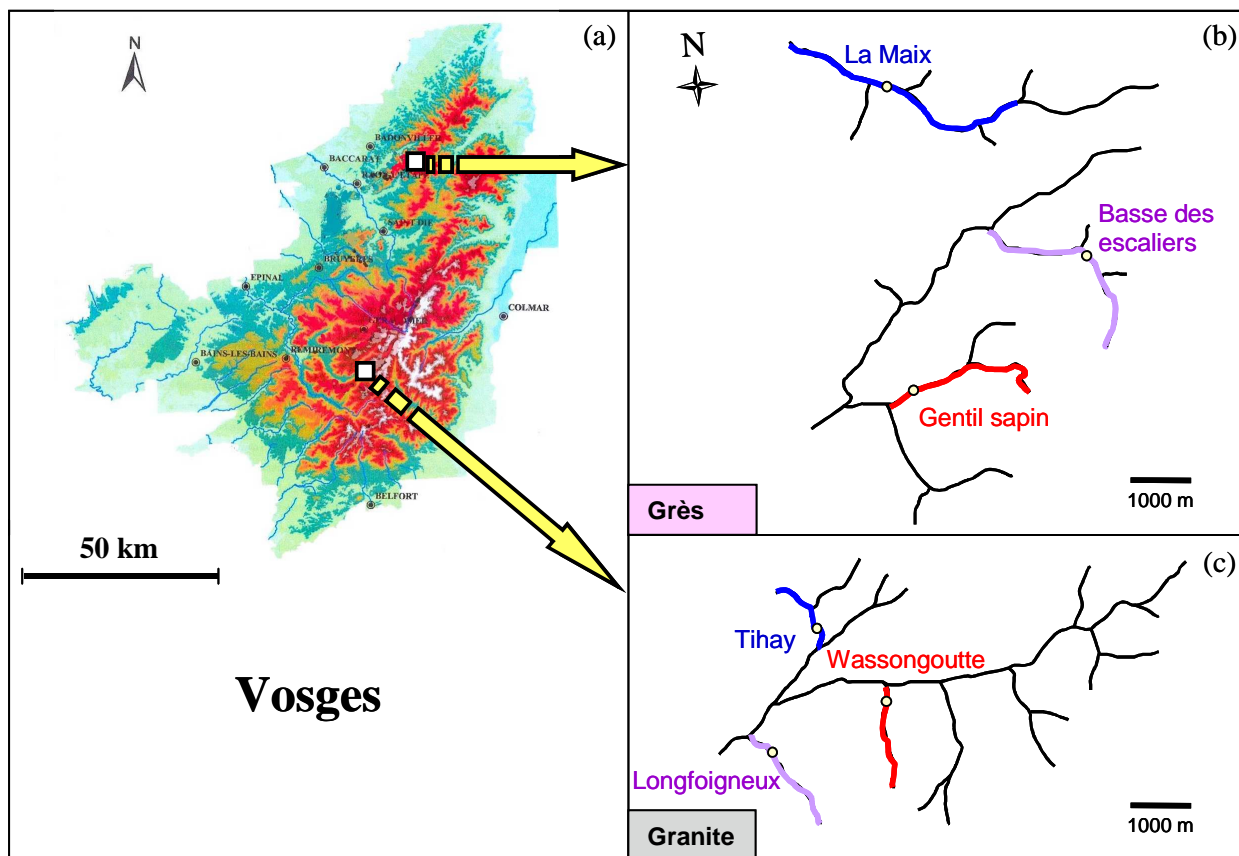 (a)
N
BADONVILLER
BACCARAT
SAINT DIE
BRUYERES
EPINAL
COLMAR
BAINS-LES-BAINS
REMIREMONT
BELFORT
50 km
Vosges
(b)
N
La Maix
Basse des
escaliers
Gentil sapin
1000 m
Grès
(c)
Tihay
Wassongoutte
Longfoigneux
1000 m
Granite